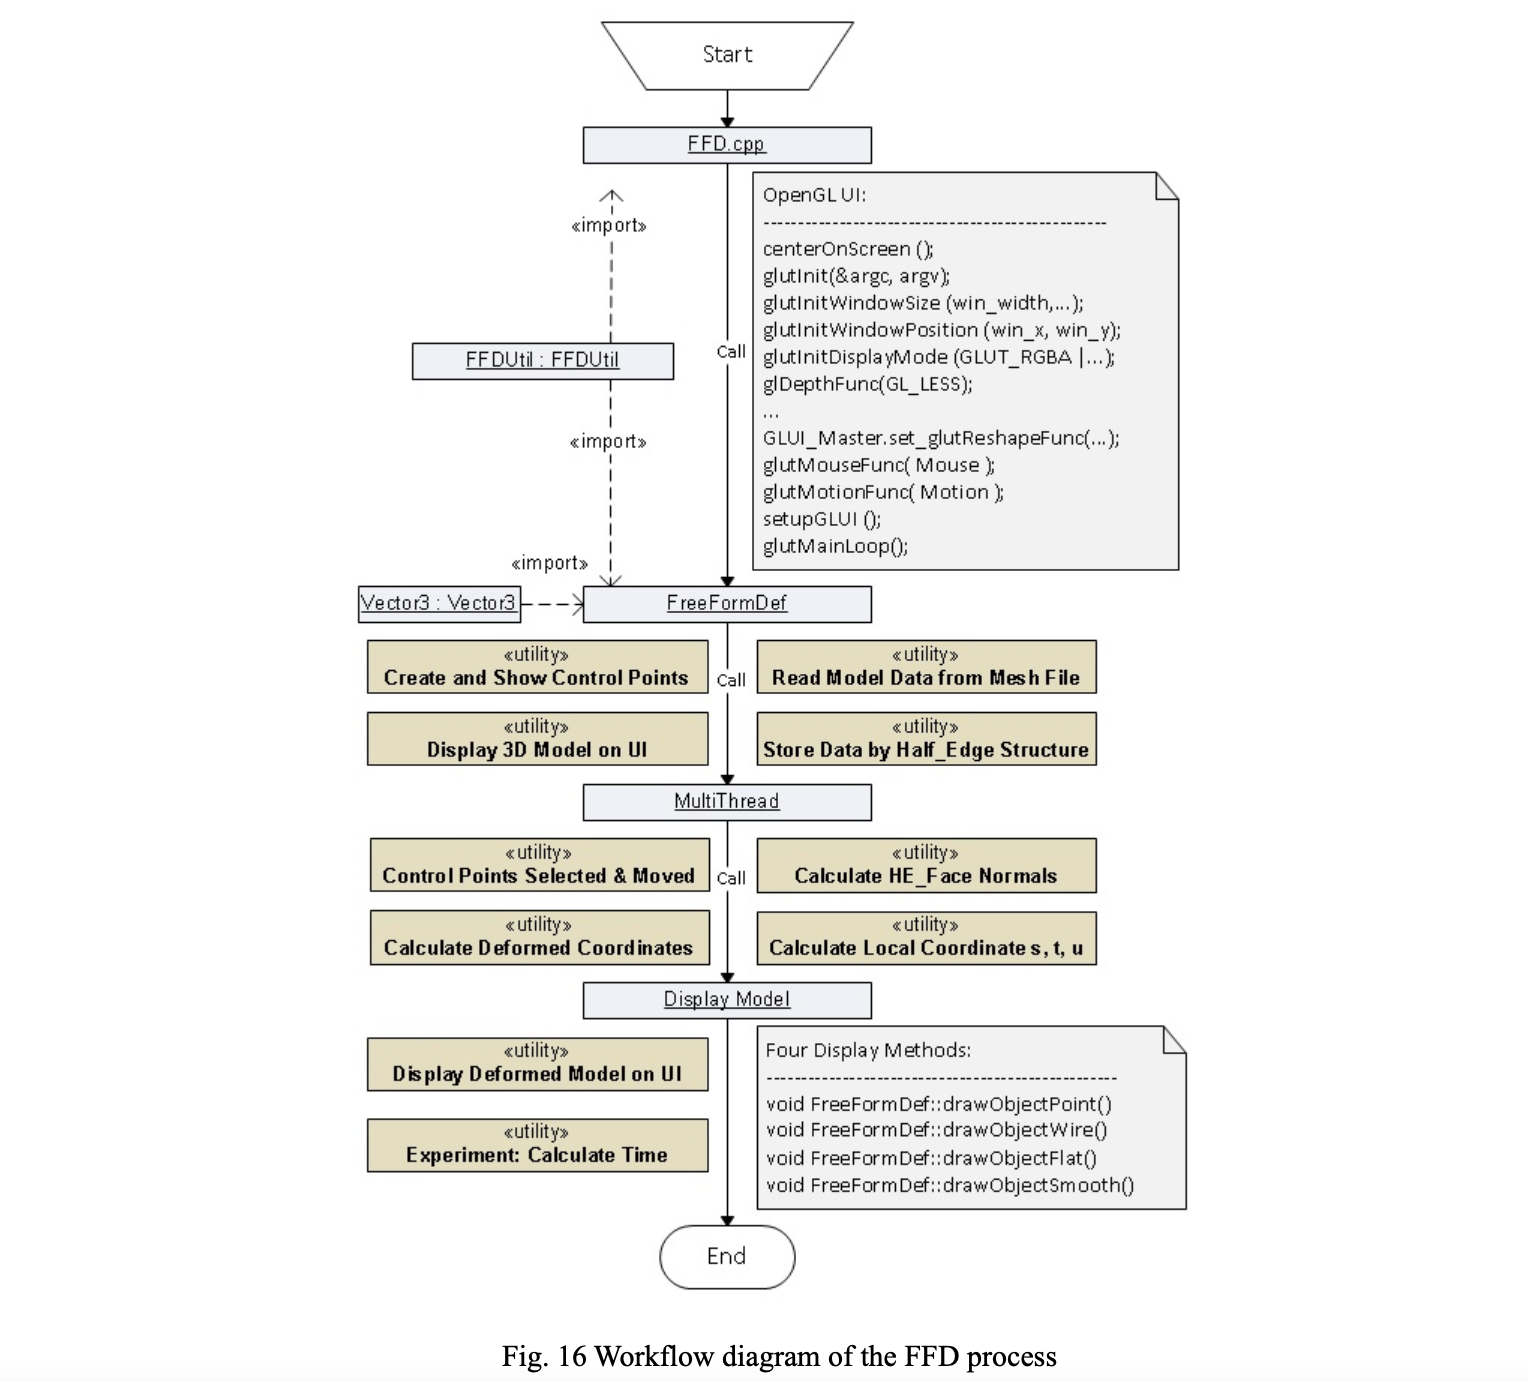 Start
FFD.cpp
OpenGL UI:
--------------------------------------------------
centerOnScreen ();
glutInit(&argc, argv);
glutInitWindowSize (win_width,...);
glutInitWindowPosition (win_x, win_y);
glutInitDisplayMode (GLUT_RGBA |...);
glDepthFunc(GL_LESS);
...
GLUI_Master.set_glutReshapeFunc(...);
glutMouseFunc( Mouse );
glutMotionFunc( Motion );
setupGLUI ();
glutMainLoop();
«import»
FFDUtil : FFDUtil
Call
«import»
«import»
Vector3 : Vector3
FreeFormDef
«utility»
Create and Show Control Points
Call
«utility»
Read Model Data from Mesh File
«utility»
Display 3D Model on UI
«utility»
Store Data by Half_Edge Structure
MultiThread
«utility»
Control Points Selected & Moved
Call
«utility»
Calculate HE_Face Normals
«utility»
Calculate Deformed Coordinates
«utility»
Calculate Local Coordinate s, t, u
Display Model
«utility»
Display Deformed Model on UI
«utility»
Experiment: Calculate Time
Four Display Methods:
---------------------------------------------------
void FreeFormDef::drawObjectPoint()
void FreeFormDef::drawObjectWire()
void FreeFormDef::drawObjectFlat()
void FreeFormDef::drawObjectSmooth()
End
Fig. 16 Workflow diagram of the FFD process